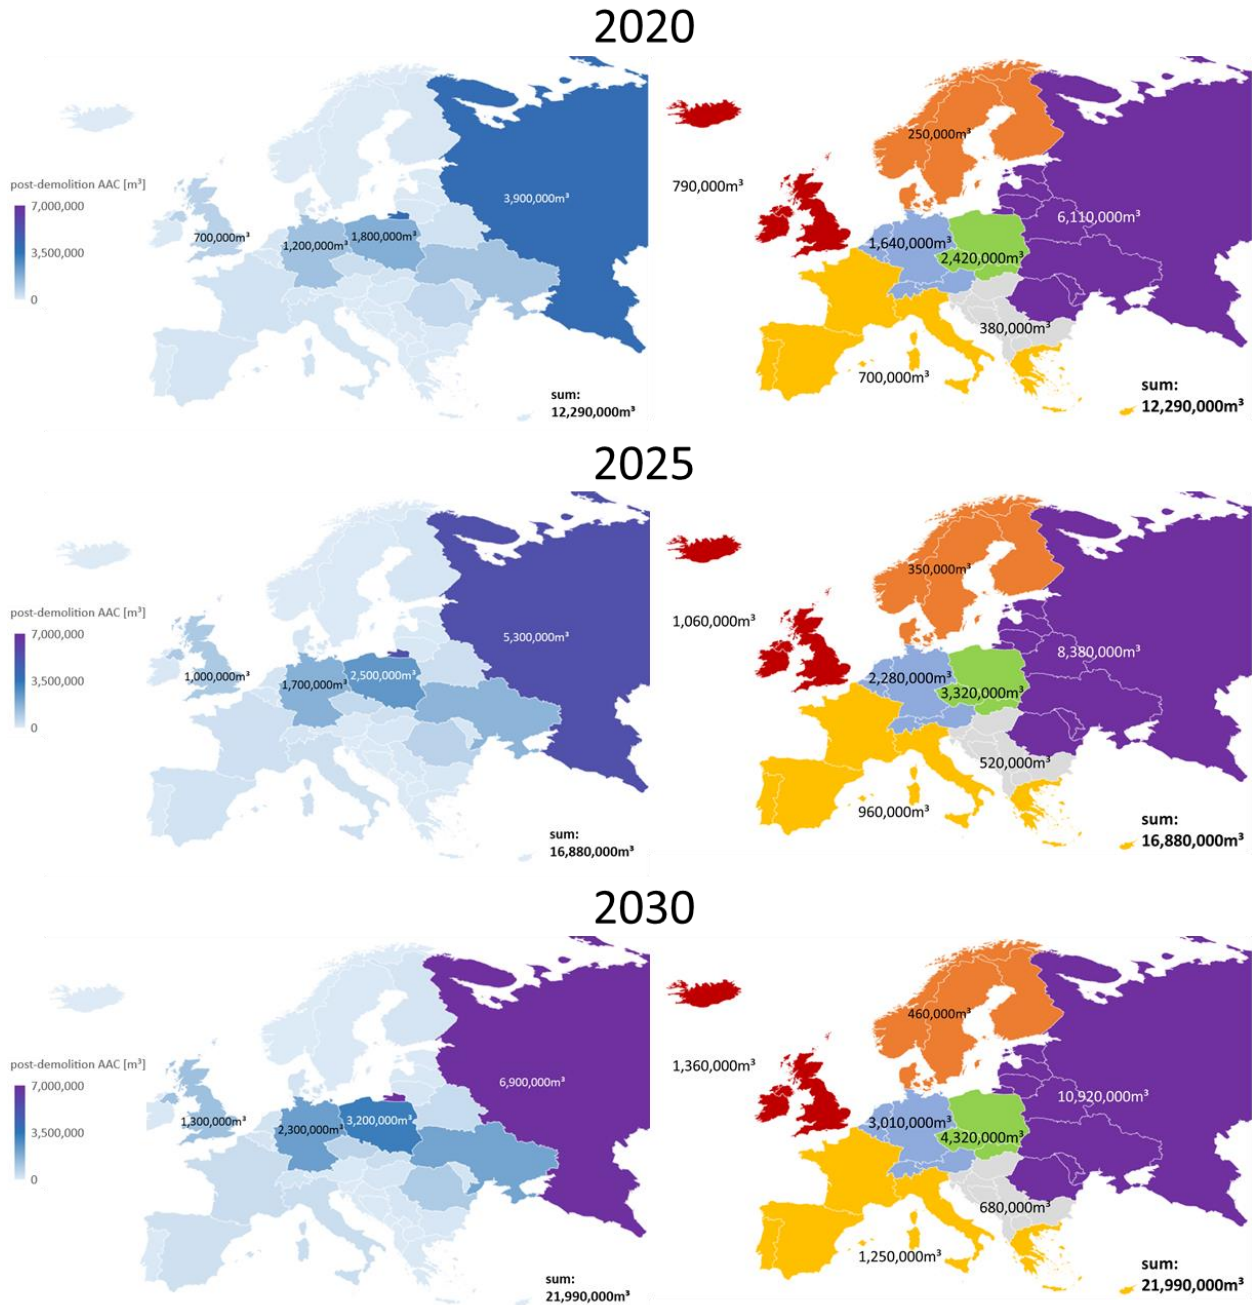 2020
post-demolition AAC [m³]
7,000,000
3,500,000
0
700,000m³
1,200,000m³
1,800,000m³
3,900,000m³
sum:
12,290,000m³
790,000m³
250,000m³
1,640,000m³
2,420,000m³
6,110,000m³
380,000m³
700,000m³
sum:
12,290,000m³
2025
post-demolition AAC [m³]
7,000,000
3,500,000
0
1,000,000m³
1,700,000m³
2,500,000m³
5,300,000m³
sum:
16,880,000m³
1,060,000m³
350,000m³
2,280,000m³
3,320,000m³
8,380,000m³
520,000m³
960,000m³
sum:
16,880,000m³
2030
post-demolition AAC [m³]
7,000,000
3,500,000
0
1,300,000m³
2,300,000m³
3,200,000m³
6,900,000m³
sum:
21,990,000m³
1,360,000m³
460,000m³
3,010,000m³
4,320,000m³
10,920,000m³
680,000m³
1,250,000m³
sum:
21,990,000m³